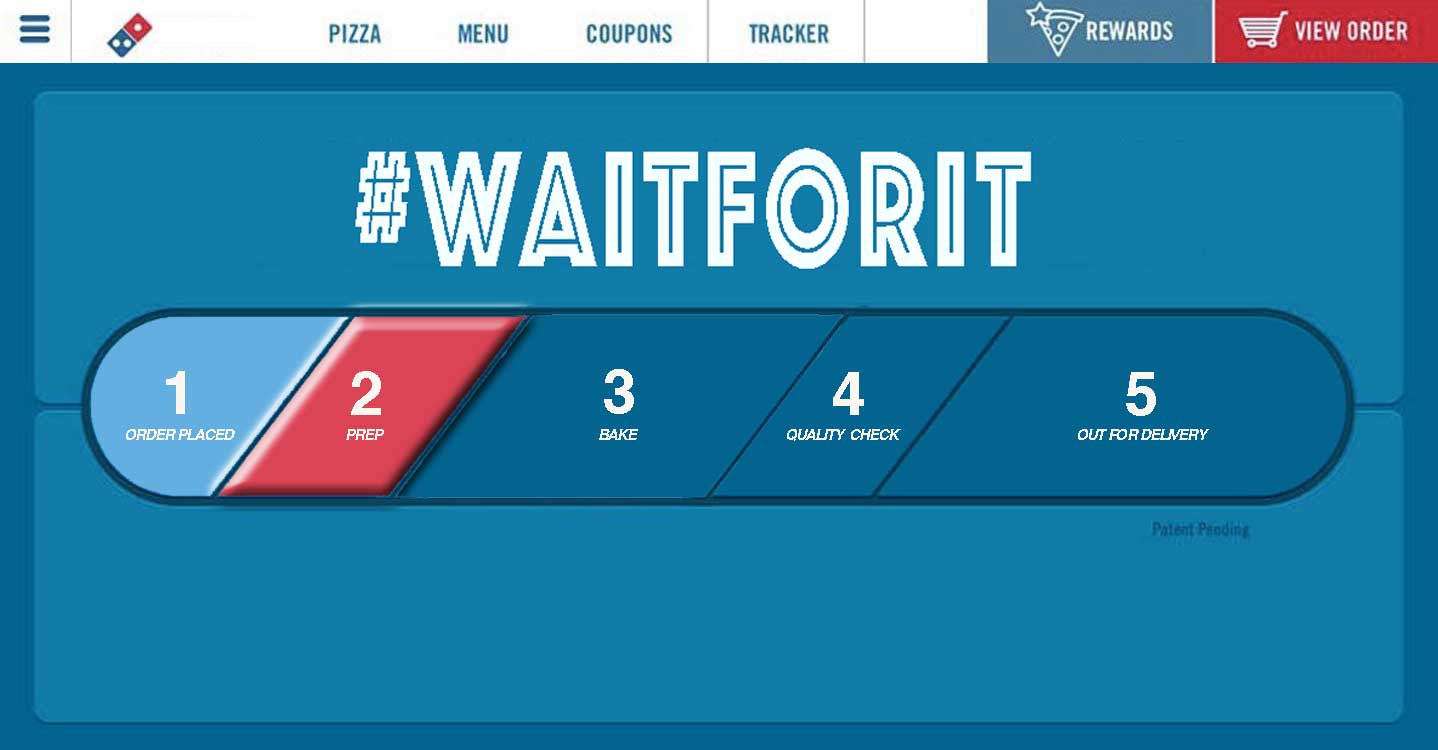 PIZZA MENU COUPONS TRACKER REWARDS VIEW ORDER
#WAITFORIT
1 2 3 4 5
ORDER PLACED PREP BAKE QUALITY CHECK OUT FOR DELIVERY
Patent Pending